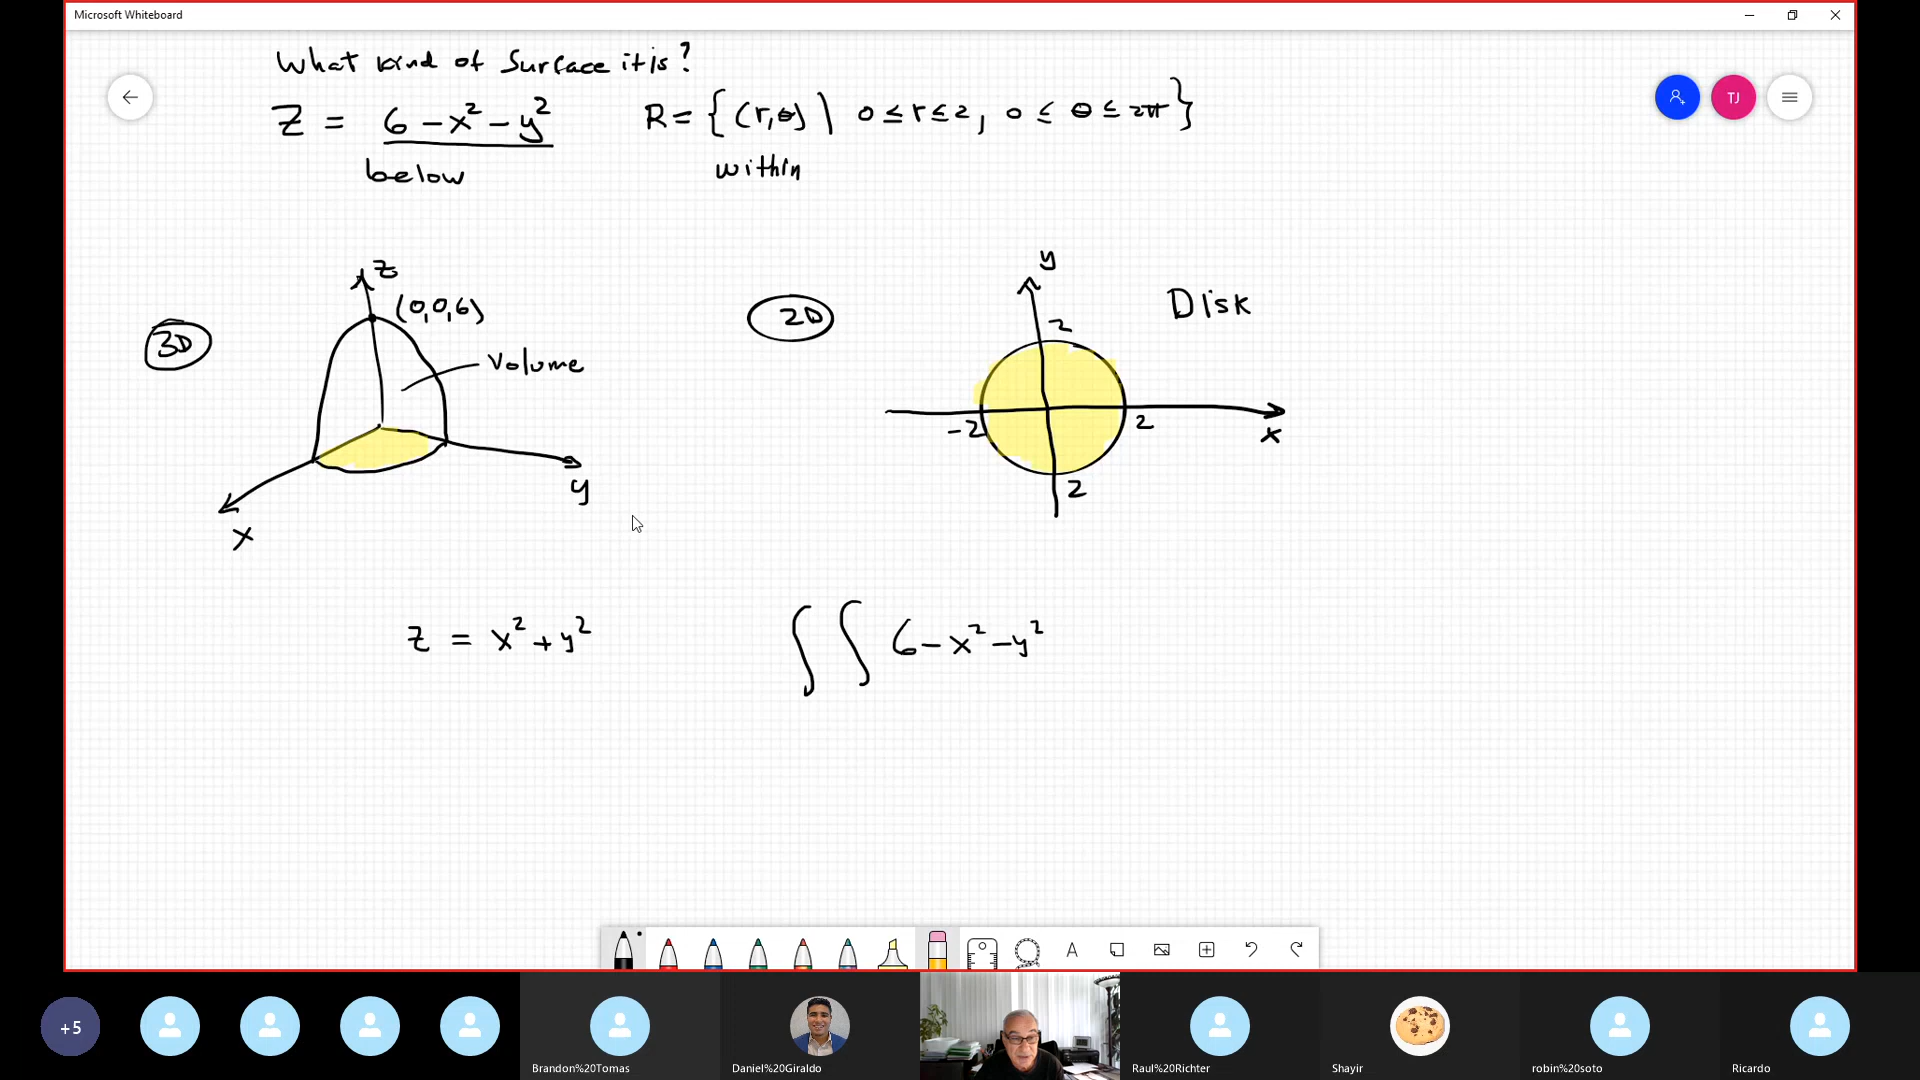 Microsoft Whiteboard
What kind of Surface it is?
Z = 6 - x² - y²
R = { (r,θ) \ 0 ≤ r ≤ 2, 0 ≤ θ ≤ 2π }
below
within
TJ
3D
z
(0,0,6)
Volume
y
x
2D
y
Disk
2
-2
2
x
2
z = x² + y²
∫ ∫ 6 - x² - y²
A
+5
Brandon%20Tomas
Daniel%20Giraldo
Raul%20Richter
Shayir
robin%20soto
Ricardo